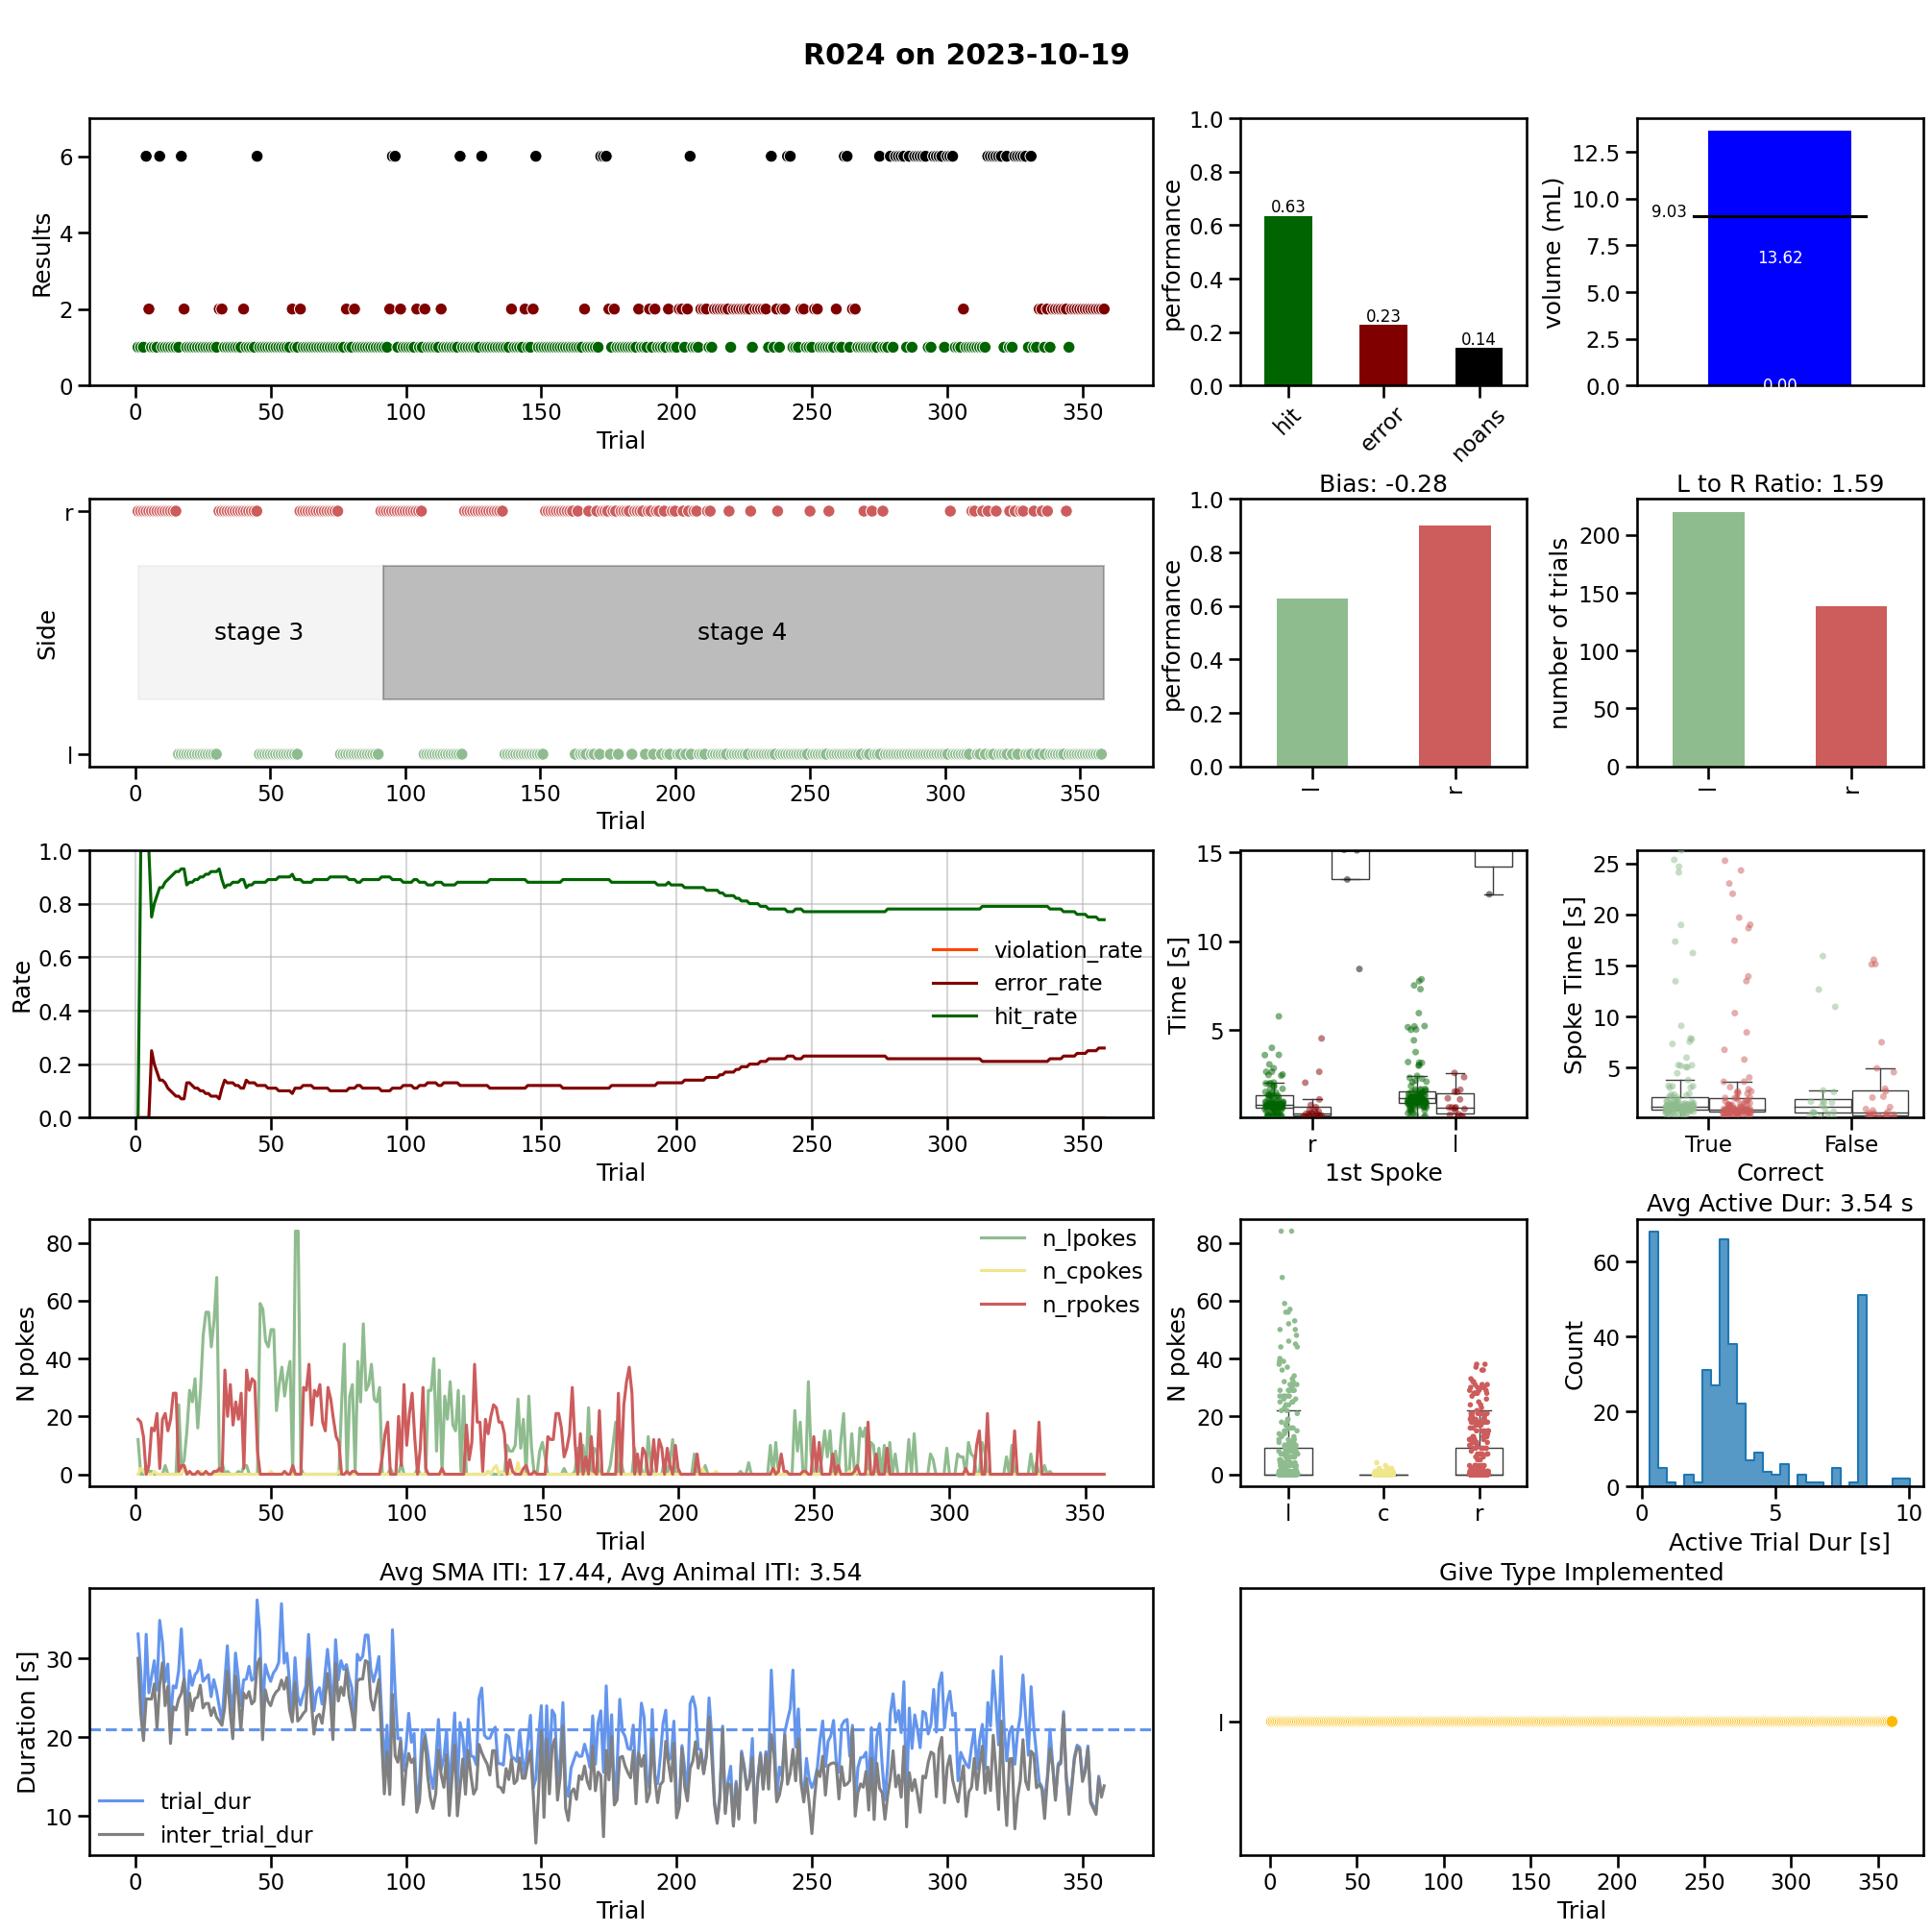 R024 on 2023-10-19
Results
6
4
2
0
0
50
100
150
200
250
300
350
Trial
performance
1.0
0.8
0.6
0.4
0.2
0.0
0.63
0.23
0.14
hit
error
noans
volume (mL)
12.5
10.0
7.5
5.0
2.5
0.0
9.03
13.62
0.00
Side
r
l
stage 3
stage 4
0
50
100
150
200
250
300
350
Trial
Bias: -0.28
performance
1.0
0.8
0.6
0.4
0.2
0.0
l
r
L to R Ratio: 1.59
number of trials
200
150
100
50
0
l
r
Rate
1.0
0.8
0.6
0.4
0.2
0.0
violation_rate
error_rate
hit_rate
0
50
100
150
200
250
300
350
Trial
Time [s]
15
10
5
r
l
1st Spoke
Spoke Time [s]
25
20
15
10
5
True
False
Correct
N pokes
80
60
40
20
0
n_lpokes
n_cpokes
n_rpokes
0
50
100
150
200
250
300
350
Trial
N pokes
80
60
40
20
0
l
c
r
Avg Active Dur: 3.54 s
Count
60
40
20
0
0
5
10
Active Trial Dur [s]
Avg SMA ITI: 17.44, Avg Animal ITI: 3.54
Duration [s]
30
20
10
trial_dur
inter_trial_dur
0
50
100
150
200
250
300
350
Trial
Give Type Implemented
l
0
50
100
150
200
250
300
350
Trial